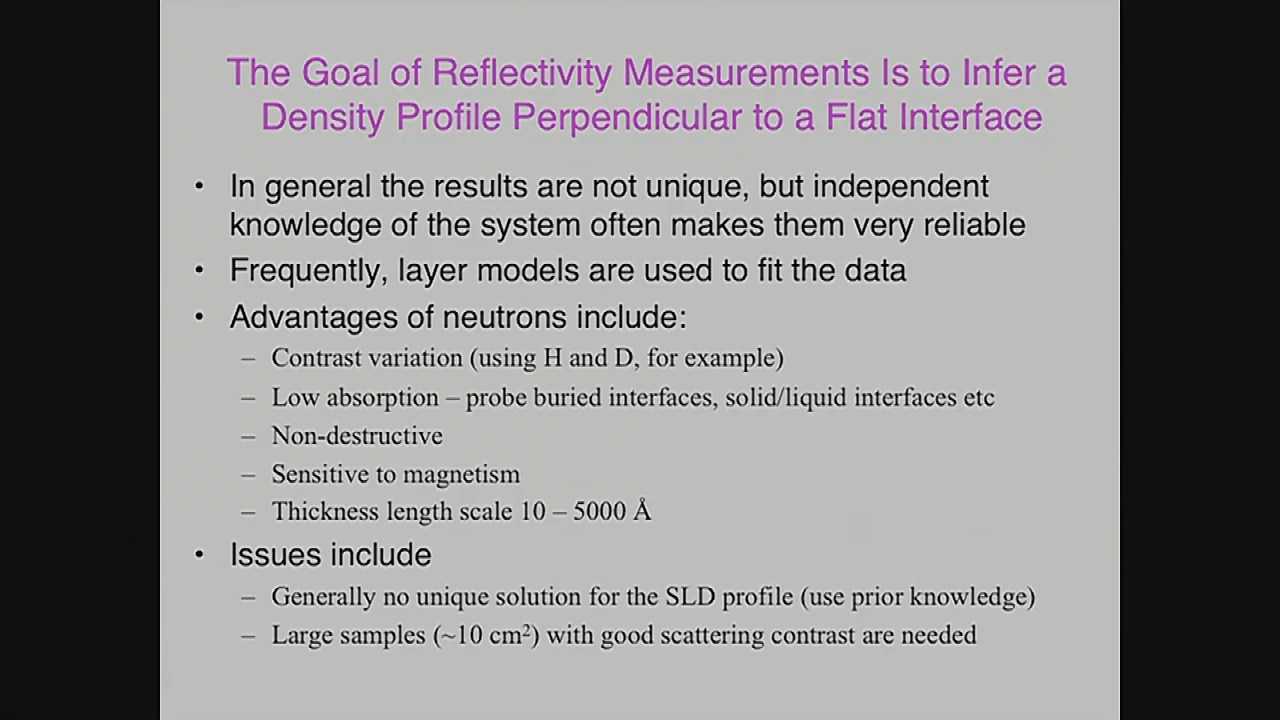 The Goal of Reflectivity Measurements Is to Infer a
Density Profile Perpendicular to a Flat Interface
• In general the results are not unique, but independent
knowledge of the system often makes them very reliable
• Frequently, layer models are used to fit the data
• Advantages of neutrons include:
– Contrast variation (using H and D, for example)
– Low absorption – probe buried interfaces, solid/liquid interfaces etc
– Non-destructive
– Sensitive to magnetism
– Thickness length scale 10 – 5000 Å
• Issues include
– Generally no unique solution for the SLD profile (use prior knowledge)
– Large samples (~10 cm²) with good scattering contrast are needed